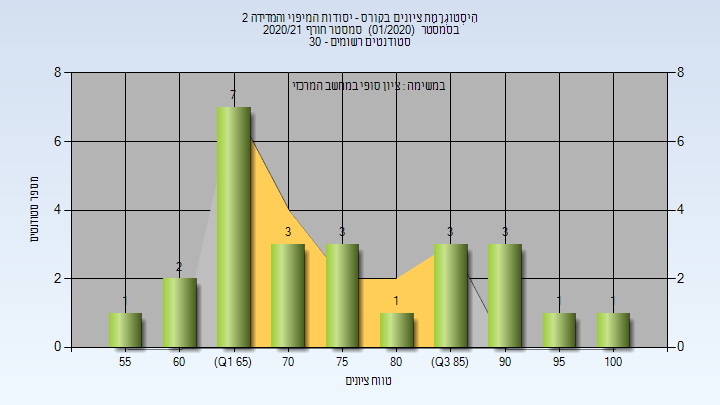 היסטוגרמת ציונים בקורס - יסודות המיפוי והמדידה 2
בסמסטר (01/2020) סמסטר חורף 2020/21
סטודנטים רשומים - 30
במשימה : ציון סופי במחשב המרכזי
מספר סטודנטים
8 8
6 6
4 4
2 2
0 0
1 2 7 3 3 1 3 3 1 1
55 60 (Q1 65) 70 75 80 (Q3 85) 90 95 100
טווח ציונים